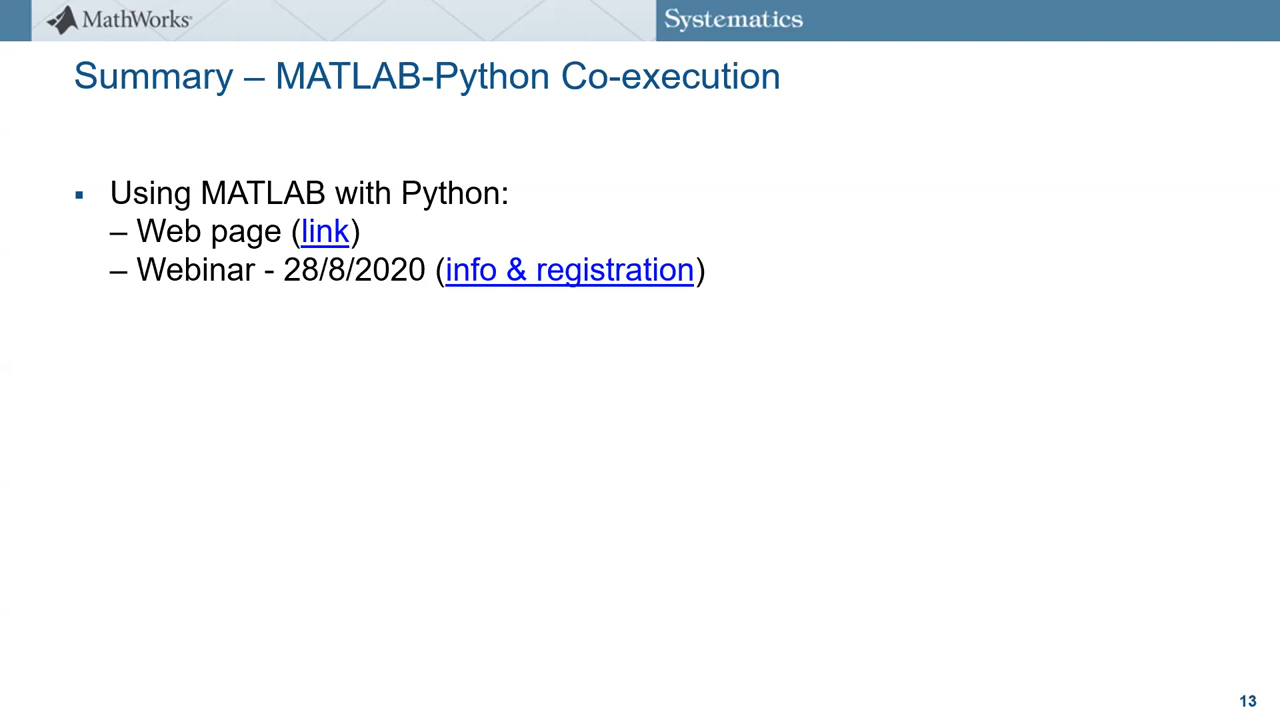 MathWorks
Systematics
Summary – MATLAB-Python Co-execution
▪ Using MATLAB with Python:
– Web page (link)
– Webinar - 28/8/2020 (info & registration)
13